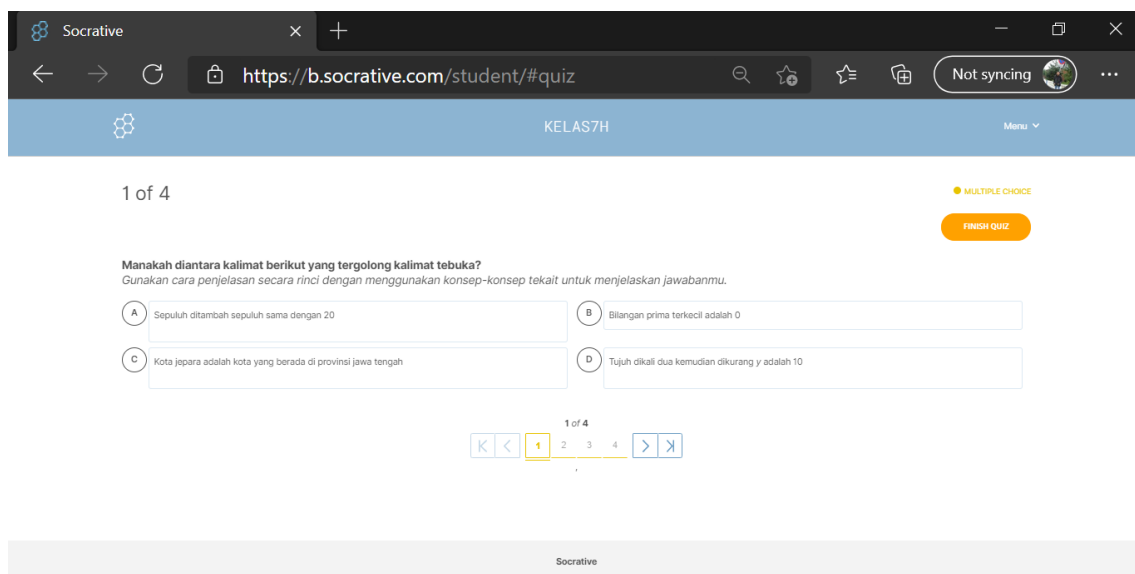 Socrative
https://b.socrative.com/student/#quiz
Not syncing
KELAS7H
Menu
1 of 4
MULTIPLE CHOICE
FINISH QUIZ
Manakah diantara kalimat berikut yang tergolong kalimat tebuka?
Gunakan cara penjelasan secara rinci dengan menggunakan konsep-konsep tekait untuk menjelaskan jawabanmu.
A Sepuluh ditambah sepuluh sama dengan 20
B Bilangan prima terkecil adalah 0
C Kota jepara adalah kota yang berada di provinsi jawa tengah
D Tujuh dikali dua kemudian dikurang y adalah 10
1 of 4
1 2 3 4
Socrative